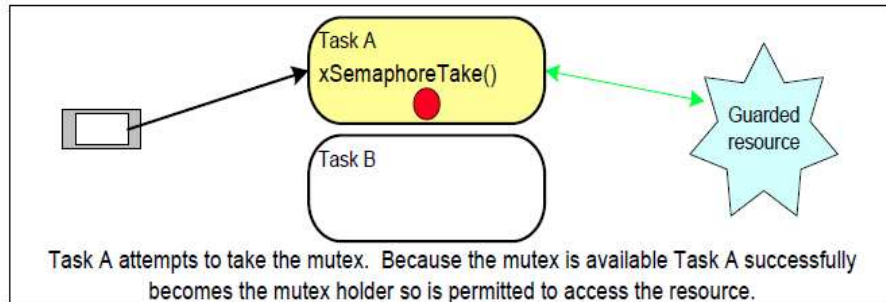 Task A
xSemaphoreTake()
Guarded
resource
Task B
Task A attempts to take the mutex. Because the mutex is available Task A successfully
becomes the mutex holder so is permitted to access the resource.